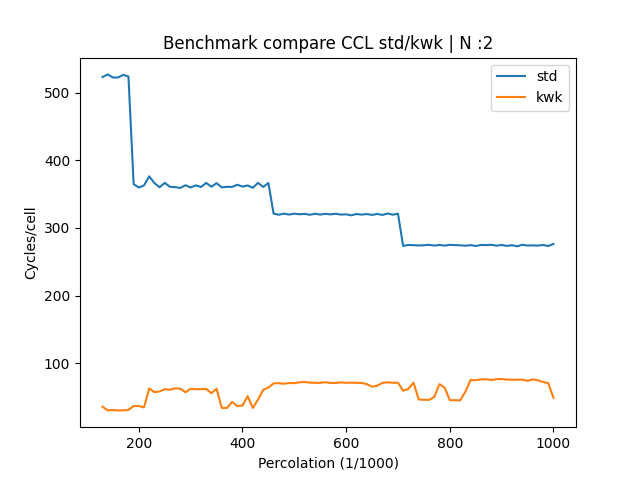 Benchmark compare CCL std/kwk | N :2
std
kwk
500
400
300
200
100
Cycles/cell
200 400 600 800 1000
Percolation (1/1000)